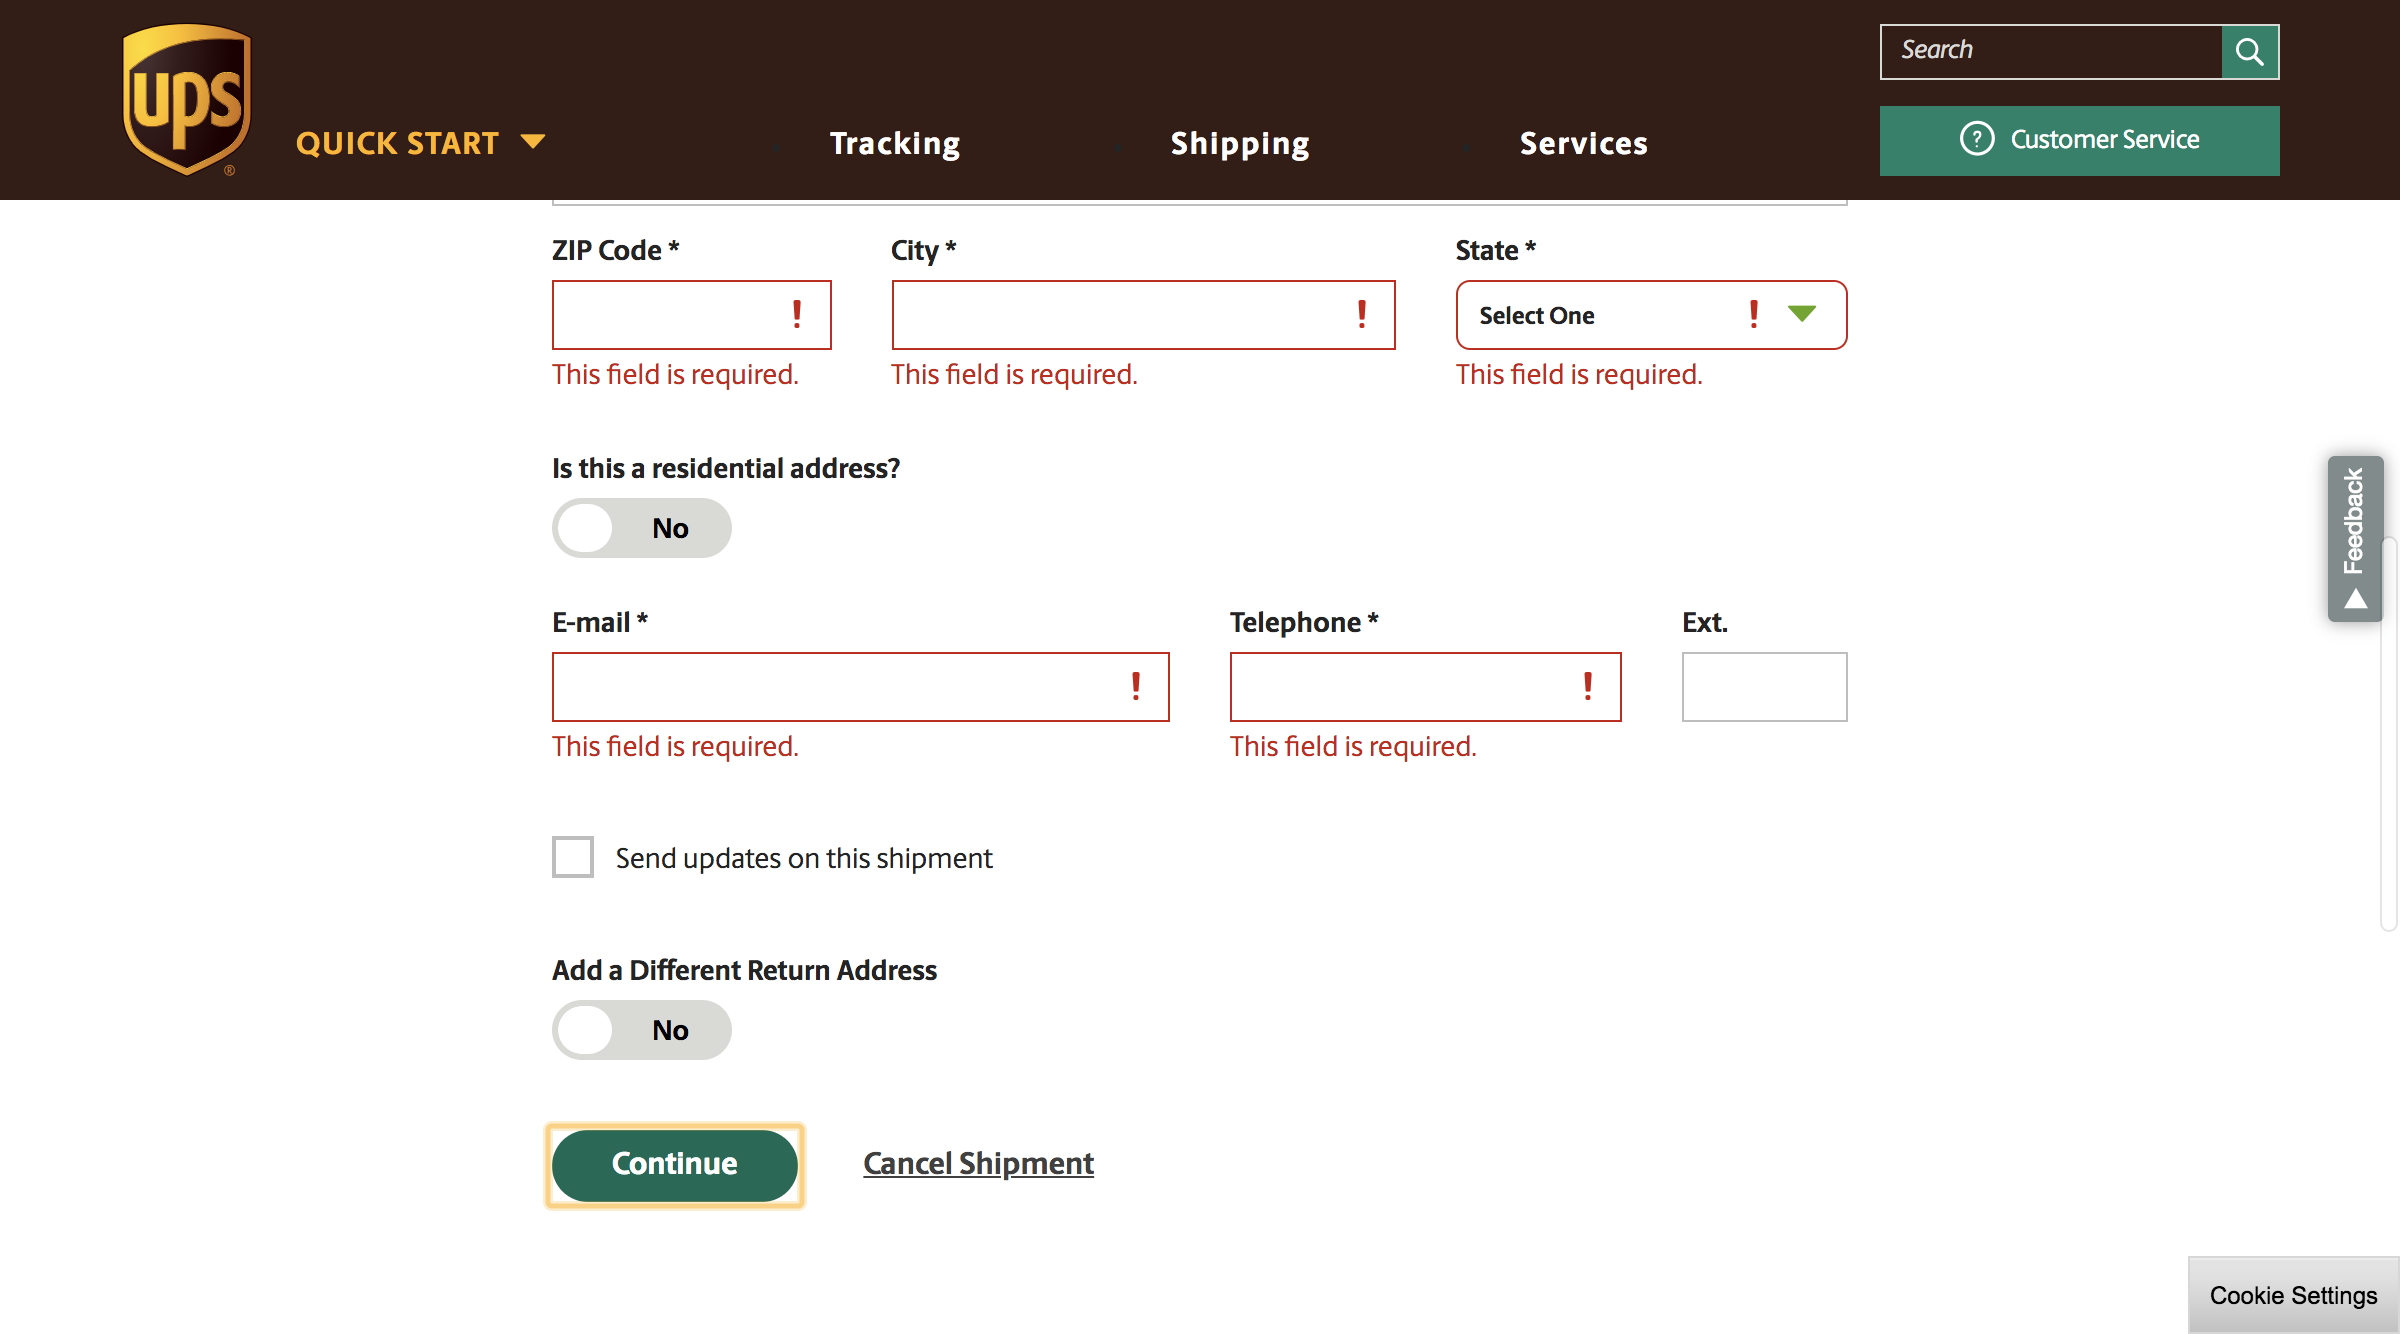 ups
®
QUICK START
Tracking
Shipping
Services
Search
? Customer Service
ZIP Code *
City *
State *
!
!
Select One !
This field is required.
This field is required.
This field is required.
Is this a residential address?
No
Feedback
E-mail *
Telephone *
Ext.
!
!
This field is required.
This field is required.
Send updates on this shipment
Add a Different Return Address
No
Continue
Cancel Shipment
Cookie Settings